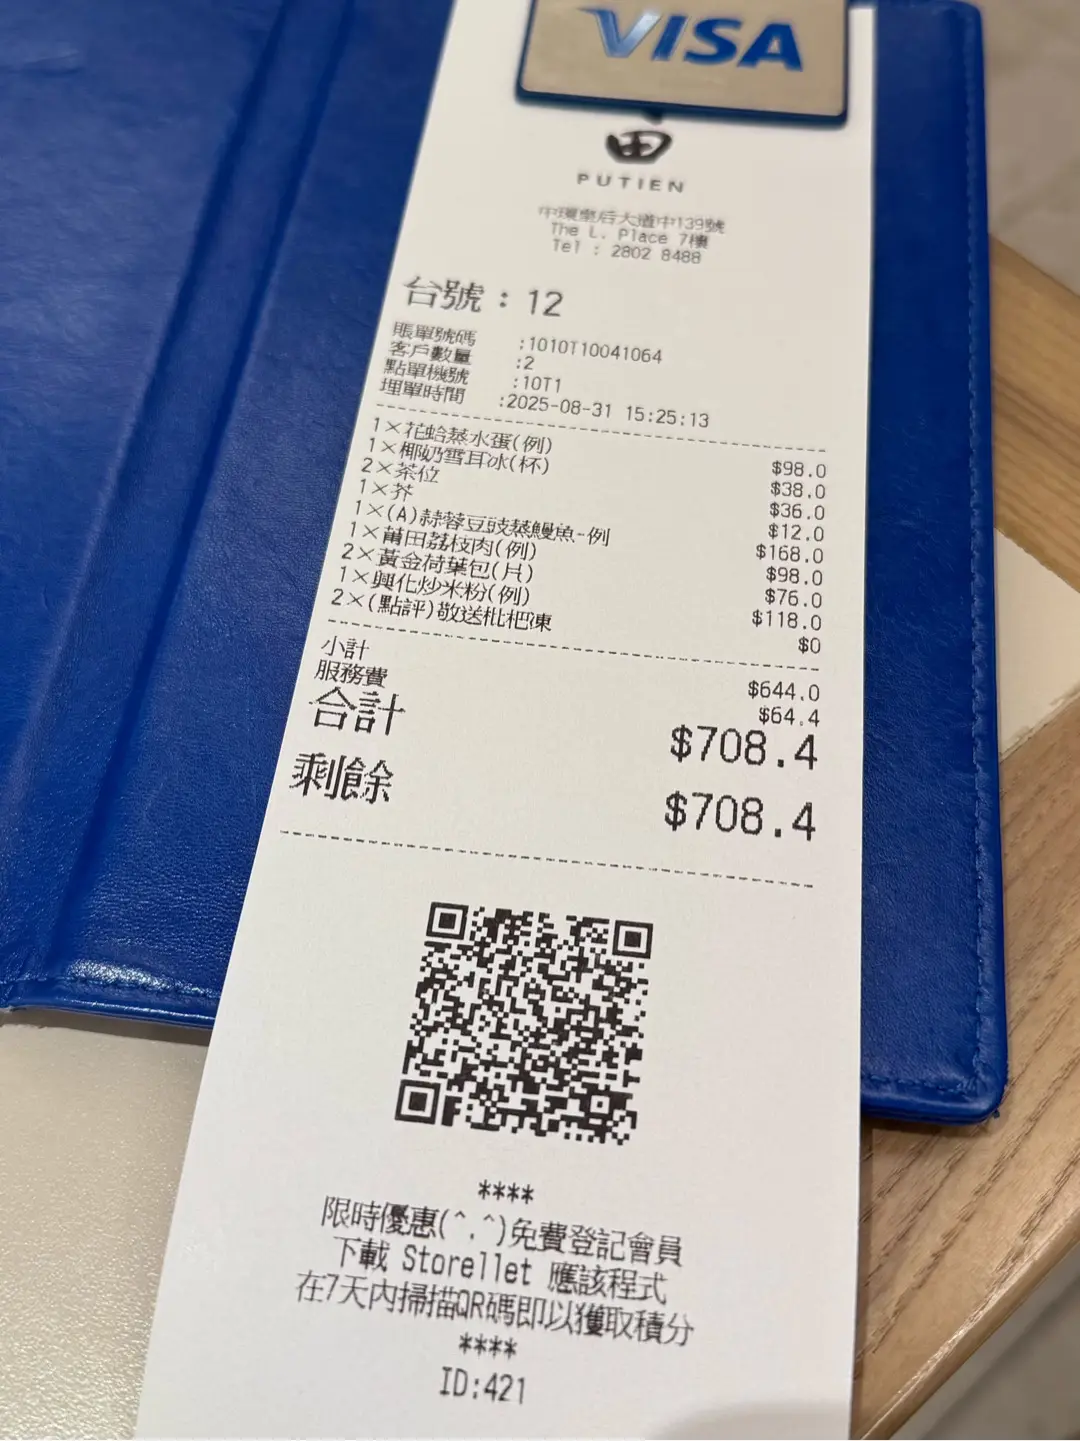 VISA
PUTIEN
中環皇后大道中139號
The L. Place 7樓
Tel : 2802 8488
台號 : 12
賬單號碼 :1010T10041064
客戶數量 :2
點單機號 :10T1
埋單時間 :2025-08-31 15:25:13
1×花蛤蒸水蛋(例) $98.0
1×椰奶雪耳冰(杯) $38.0
2×茶位 $36.0
1×芥 $12.0
1×(A)蒜蓉豆豉蒸鰻魚-例 $168.0
1×莆田荔枝肉(例) $98.0
2×黃金荷葉包(片) $76.0
1×興化炒米粉(例) $118.0
2×(點評)敬送枇杷凍 $0
小計 $644.0
服務費 $64.4
合計 $708.4
剩餘 $708.4
****
限時優惠(^.^)免費登記會員
下載 Storellet 應該程式
在7天內掃描QR碼即以獲取積分
****
ID:421